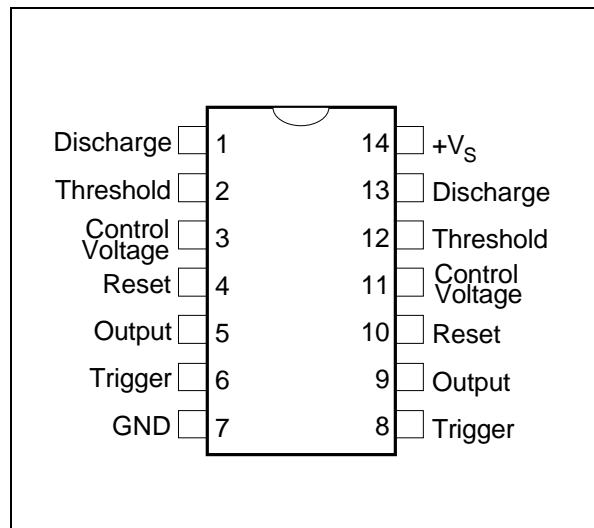 Discharge 1 14 +VS
Threshold 2 13 Discharge
Control Voltage 3 12 Threshold
Reset 4 11 Control Voltage
Output 5 10 Reset
Trigger 6 9 Output
GND 7 8 Trigger